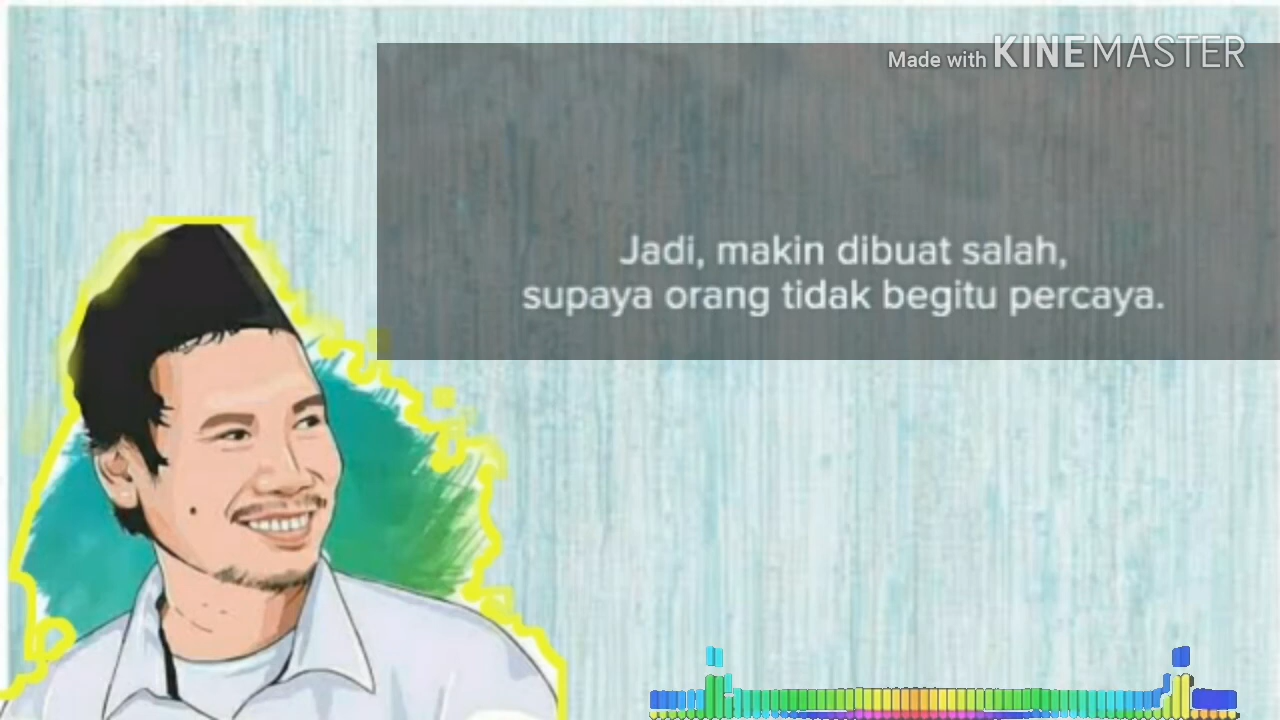 Made with KINEMASTER
Jadi, makin dibuat salah,
supaya orang tidak begitu percaya.